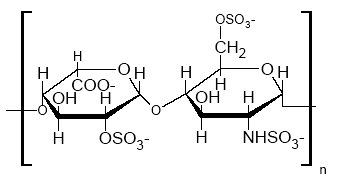 OSO₃-
CH₂
H H O H H O H
H COO- H H
O OH H O OH H
H OSO₃- H NHSO₃-
n